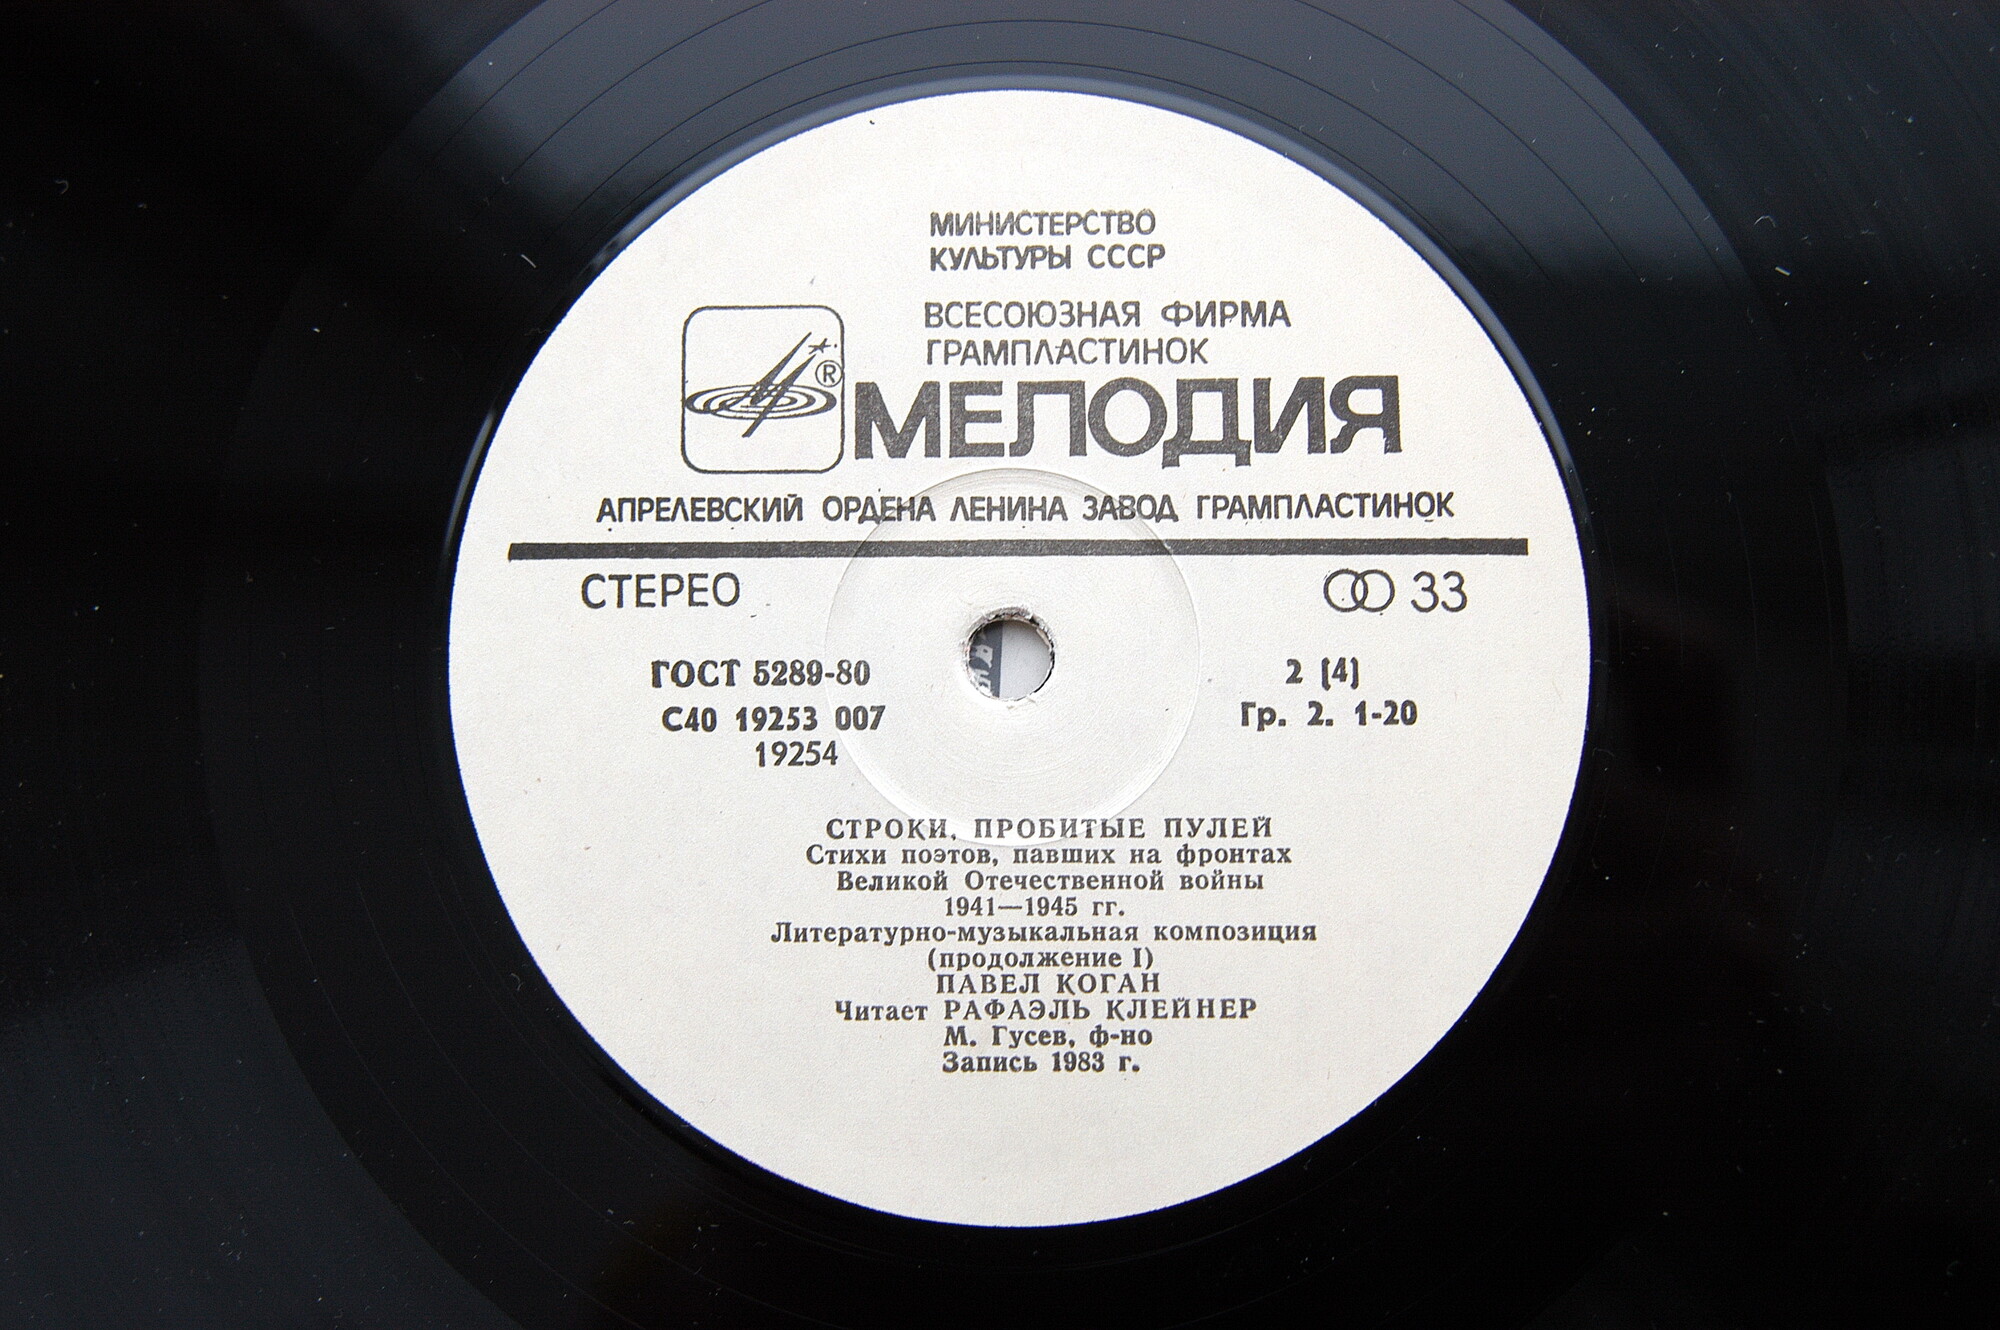 МИНИСТЕРСТВО
КУЛЬТУРЫ СССР
ВСЕСОЮЗНАЯ ФИРМА
ГРАМПЛАСТИНОК
®
МЕЛОДИЯ
АПРЕЛЕВСКИЙ ОРДЕНА ЛЕНИНА ЗАВОД ГРАМПЛАСТИНОК
СТЕРЕО
33
ГОСТ 5289-80
2 (4)
С40 19253 007
Гр. 2. 1-20
19254
СТРОКИ, ПРОБИТЫЕ ПУЛЕЙ
Стихи поэтов, павших на фронтах
Великой Отечественной войны
1941—1945 гг.
Литературно-музыкальная композиция
(продолжение I)
ПАВЕЛ КОГАН
Читает РАФАЭЛЬ КЛЕЙНЕР
М. Гусев, ф-но
Запись 1983 г.